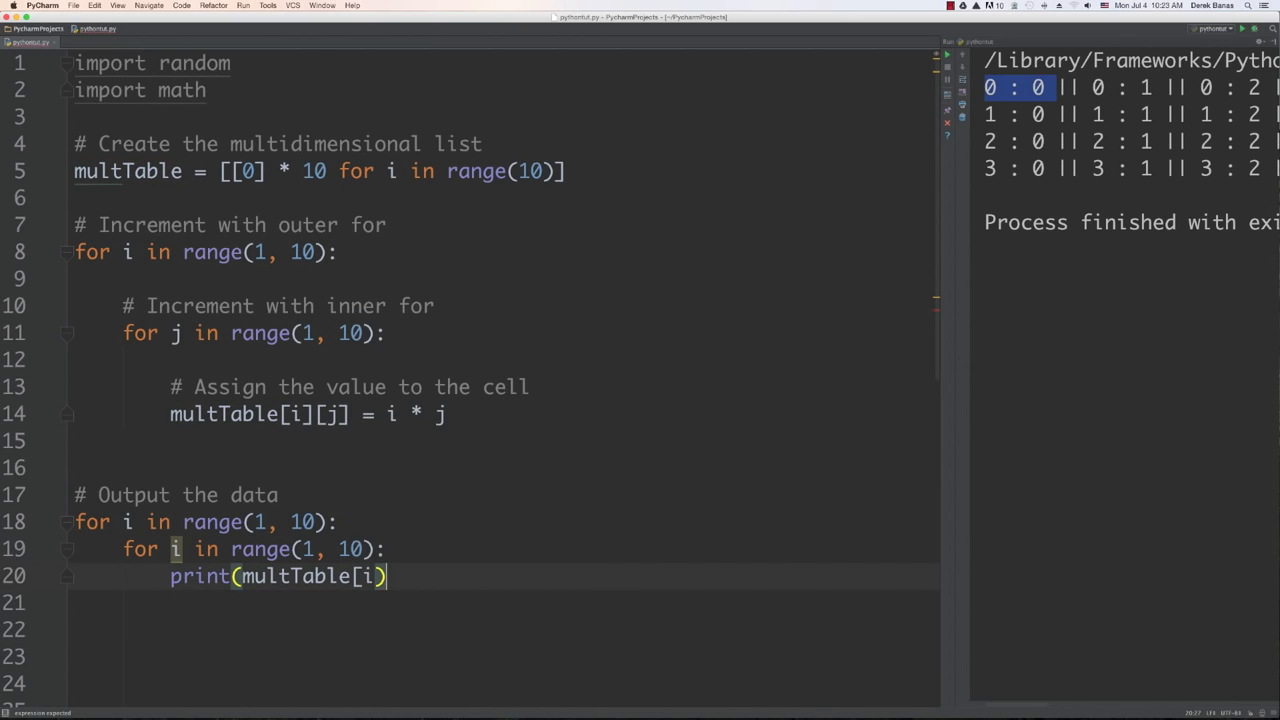 PyCharm File Edit View Navigate Code Refactor Run Tools VCS Window Help 10 Mon Jul 4 10:23 AM Derek Banas
pythontut.py - PycharmProjects - [~/PycharmProjects]
PycharmProjects pythontut.py pythontut
pythontut.py Run pythontut
1 import random
2 import math
3
4 # Create the multidimensional list
5 multTable = [[0] * 10 for i in range(10)]
6
7 # Increment with outer for
8 for i in range(1, 10):
9
10 # Increment with inner for
11 for j in range(1, 10):
12
13 # Assign the value to the cell
14 multTable[i][j] = i * j
15
16
17 # Output the data
18 for i in range(1, 10):
19 for i in range(1, 10):
20 print(multTable[i)
21
22
23
24
/Library/Frameworks/Pytho
0 : 0 || 0 : 1 || 0 : 2 |
1 : 0 || 1 : 1 || 1 : 2 |
2 : 0 || 2 : 1 || 2 : 2 |
3 : 0 || 3 : 1 || 3 : 2 |
Process finished with exi
expression expected 20:27 LF‡ UTF-8‡